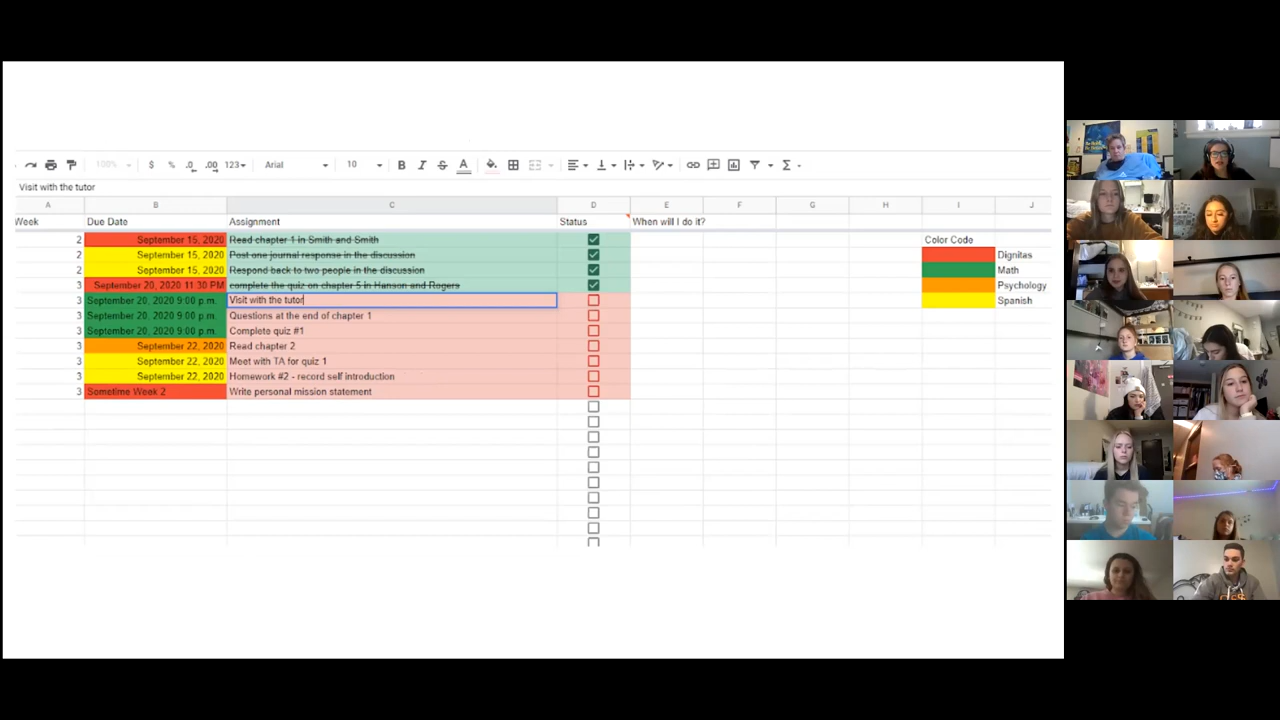 100% $ % .0 .00 123 Arial 10 B I S A Σ
Visit with the tutor
A B C D E F G H I J
Week Due Date Assignment Status When will I do it?
2 September 15, 2020 Read chapter 1 in Smith and Smith Color Code
2 September 15, 2020 Post one journal response in the discussion Dignitas
2 September 15, 2020 Respond back to two people in the discussion Math
3 September 20, 2020 11:30 PM complete the quiz on chapter 5 in Hanson and Rogers Psychology
3 September 20, 2020 9:00 p.m. Visit with the tutor Spanish
3 September 20, 2020 9:00 p.m. Questions at the end of chapter 1
3 September 20, 2020 9:00 p.m. Complete quiz #1
3 September 22, 2020 Read chapter 2
3 September 22, 2020 Meet with TA for quiz 1
3 September 22, 2020 Homework #2 - record self introduction
3 Sometime Week 2 Write personal mission statement